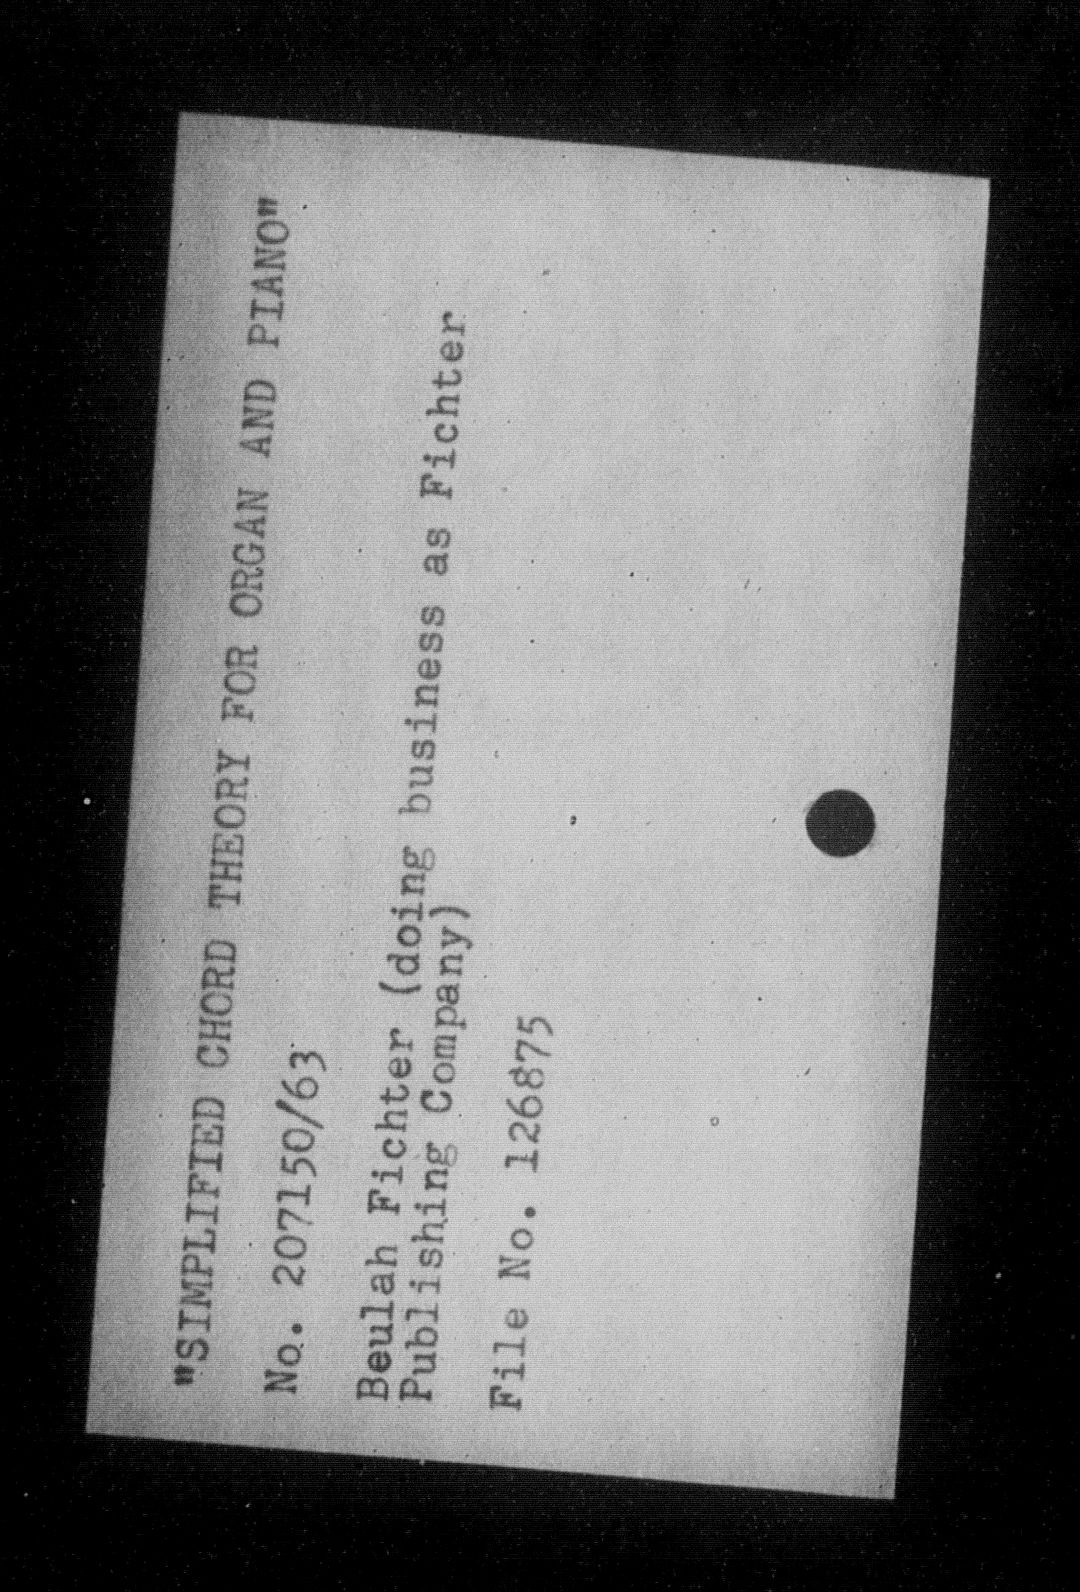 "SIMPLIFIED CHORD THEORY FOR ORGAN AND PIANO"
No. 207150/63
Beulah Fichter (doing business as Fichter
Publishing Company)
File No. 126875